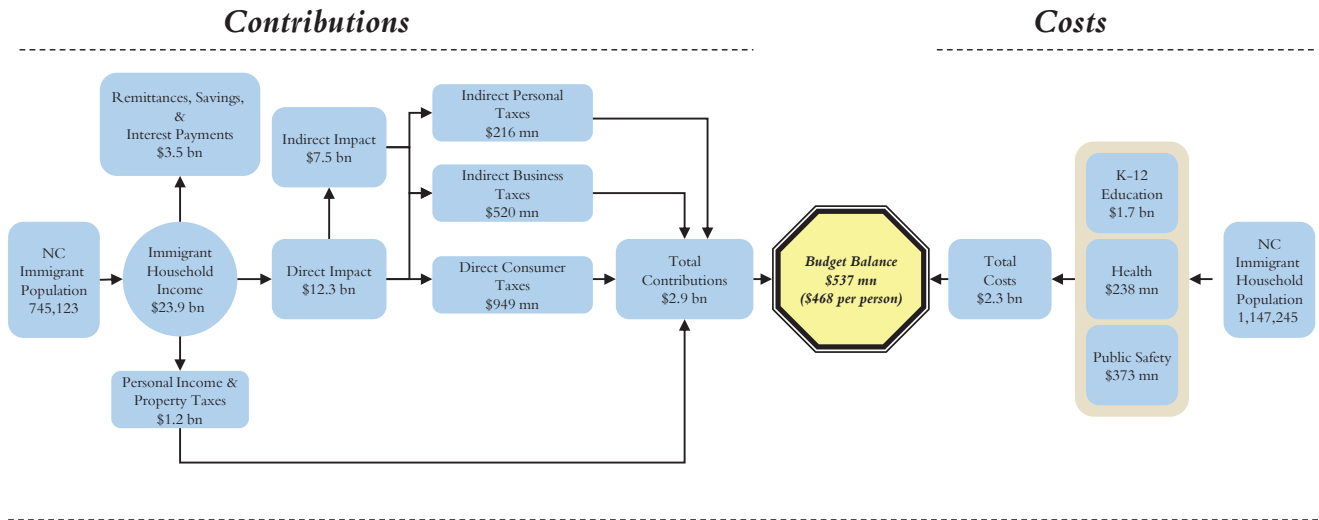 Contributions
Costs
Remittances, Savings,
&
Interest Payments
$3.5 bn
Indirect Impact
$7.5 bn
Indirect Personal
Taxes
$216 mn
Indirect Business
Taxes
$520 mn
NC
Immigrant
Population
745,123
Immigrant
Household
Income
$23.9 bn
Direct Impact
$12.3 bn
Direct Consumer
Taxes
$949 mn
Total
Contributions
$2.9 bn
Personal Income &
Property Taxes
$1.2 bn
Budget Balance
$537 mn
($468 per person)
Total
Costs
$2.3 bn
K-12
Education
$1.7 bn
Health
$238 mn
Public Safety
$373 mn
NC
Immigrant
Household
Population
1,147,245